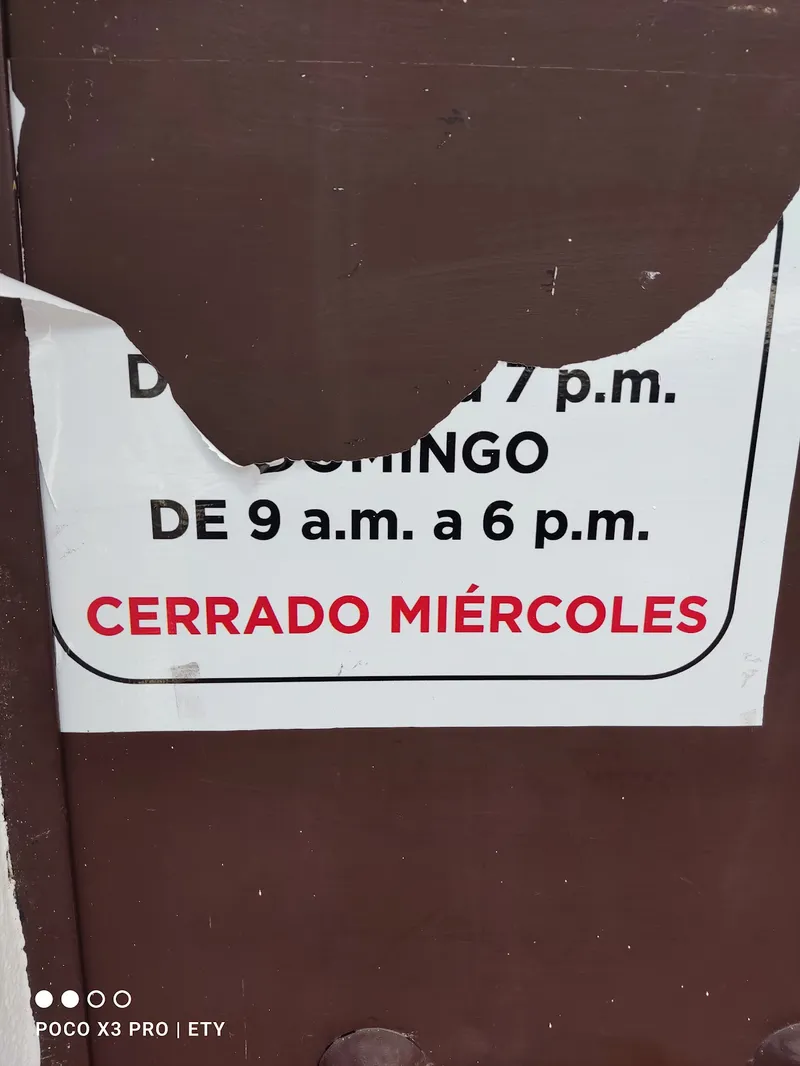 7 p.m.
DOMINGO
DE 9 a.m. a 6 p.m.
CERRADO MIÉRCOLES
POCO X3 PRO | ETY